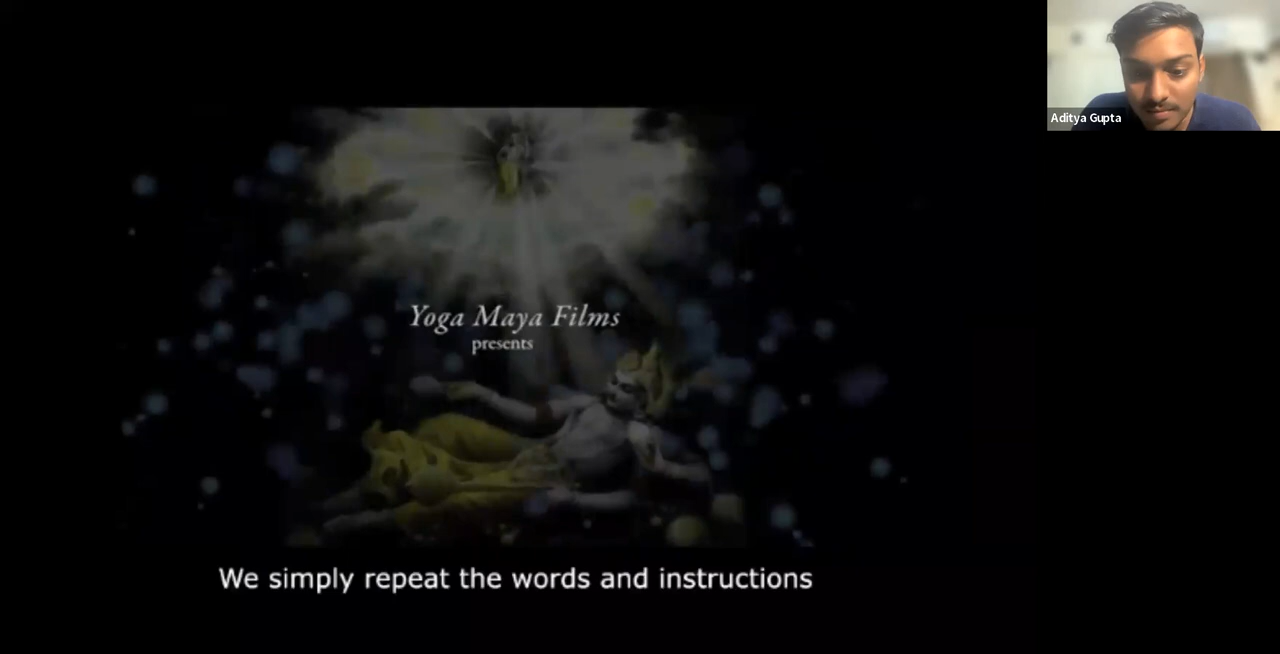 Aditya Gupta
Yoga Maya Films
presents
We simply repeat the words and instructions